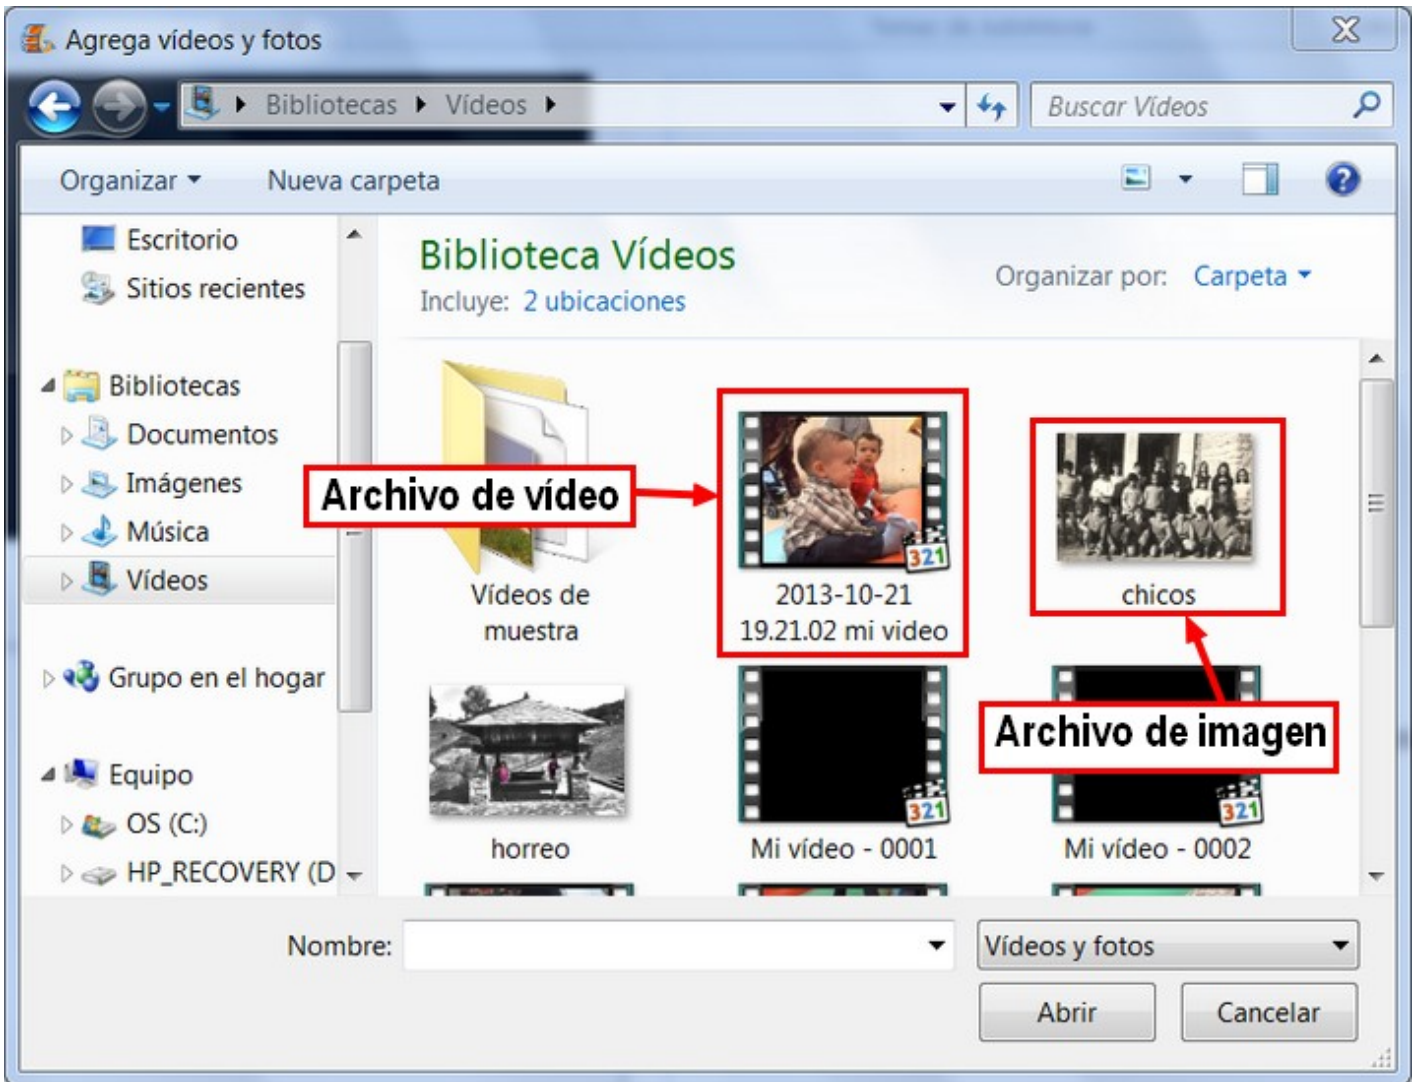 Agrega vídeos y fotos
Bibliotecas Vídeos
Buscar Vídeos
Organizar
Nueva carpeta
Escritorio
Sitios recientes
Bibliotecas
Documentos
Imágenes
Música
Vídeos
Grupo en el hogar
Equipo
OS (C:)
HP_RECOVERY (D
Biblioteca Vídeos
Incluye: 2 ubicaciones
Organizar por: Carpeta
Archivo de vídeo
Vídeos de
muestra
321
2013-10-21
19.21.02 mi video
chicos
Archivo de imagen
horreo
321
Mi vídeo - 0001
321
Mi vídeo - 0002
Nombre:
Vídeos y fotos
Abrir
Cancelar